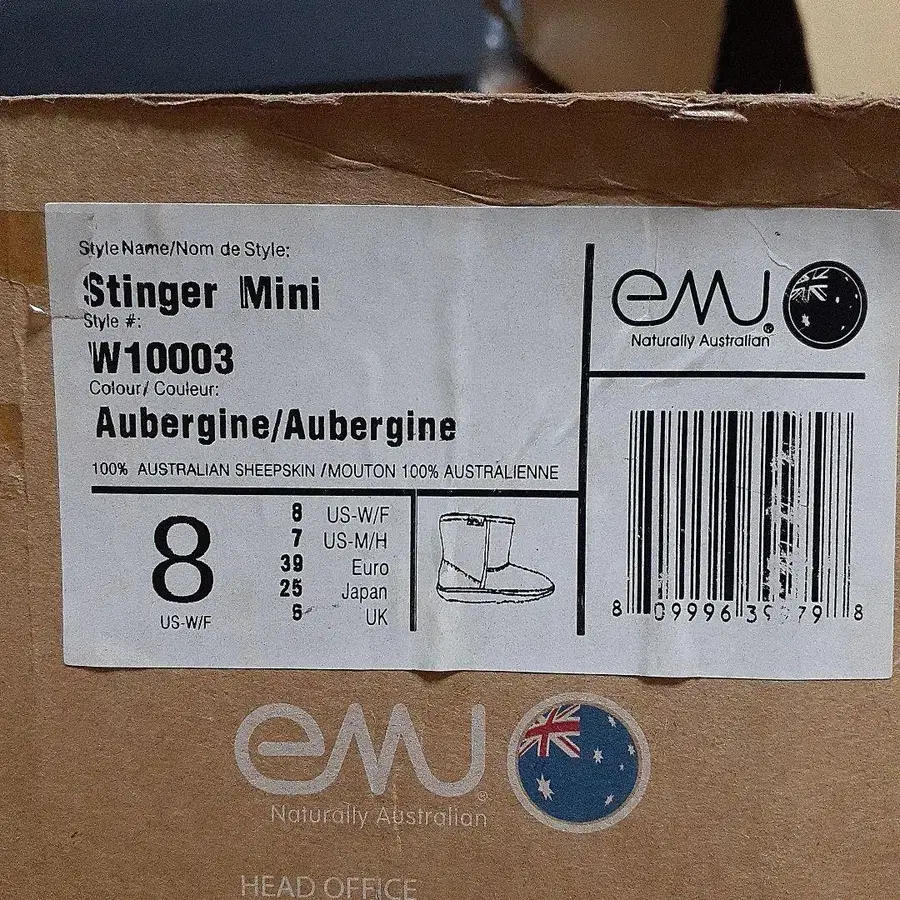 Style Name/Nom de Style:
Stinger Mini
Style #:
W10003
Colour/ Couleur:
Aubergine/Aubergine
100% AUSTRALIAN SHEEPSKIN /MOUTON 100% AUSTRALIENNE
8
US-W/F
8 US-W/F
7 US-M/H
39 Euro
25 Japan
6 UK
emu®
Naturally Australian
emu®
Naturally Australian
HEAD OFFICE